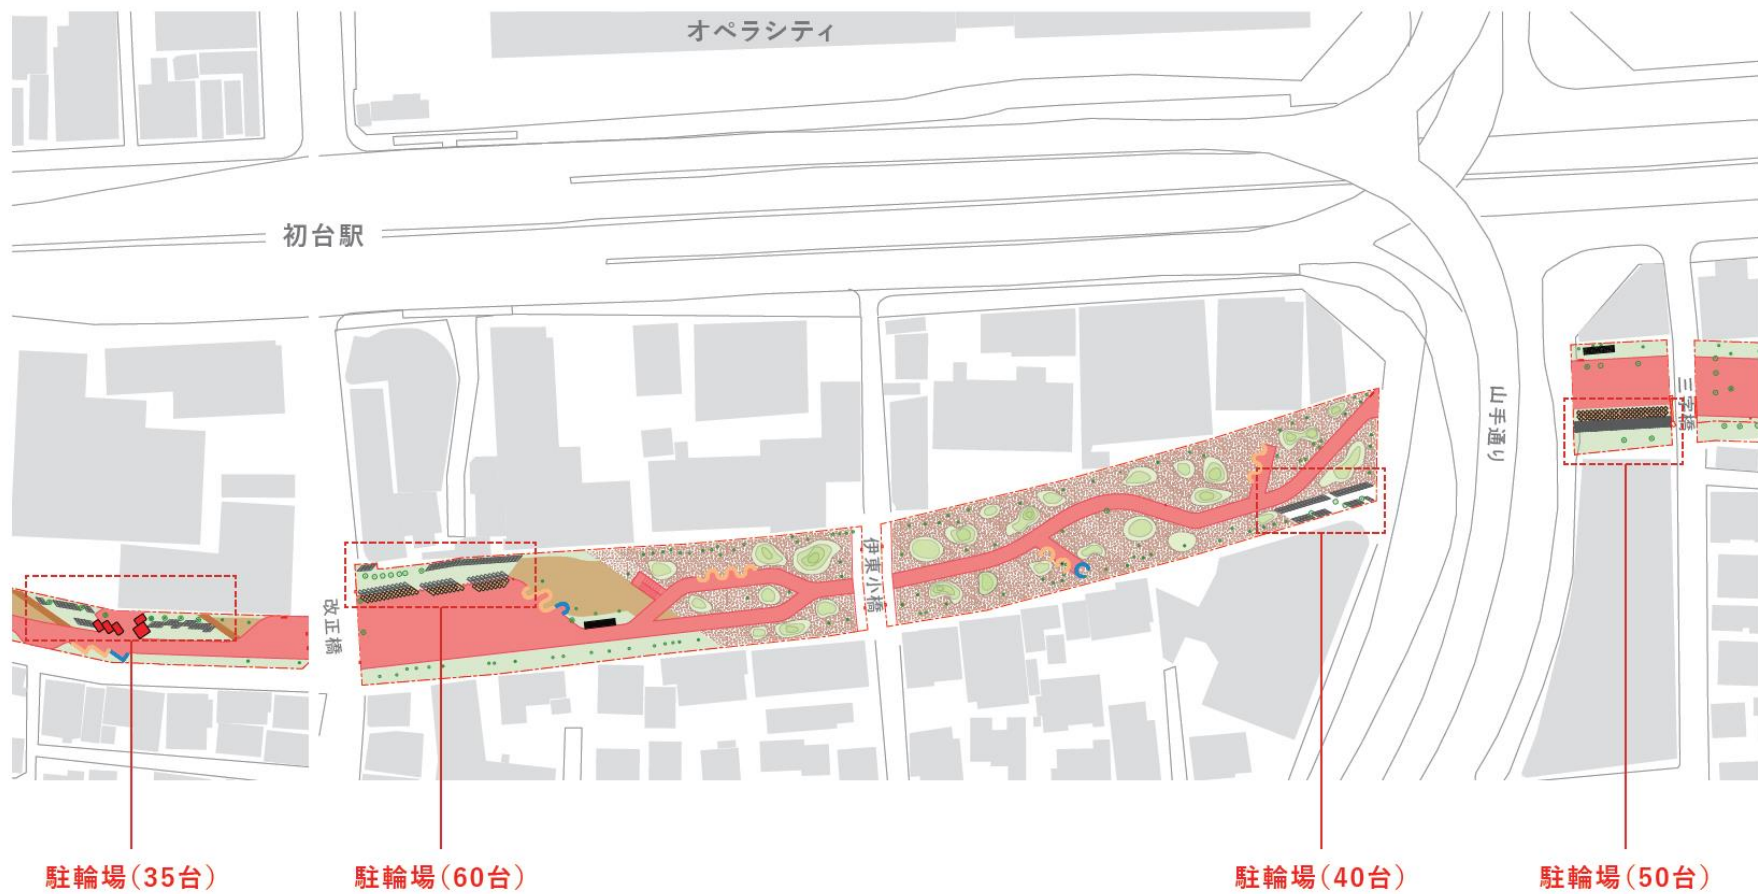 オペラシティ
初台駅
山手通り
三字橋
伊東小橋
改正橋
駐輪場(35台)
駐輪場(60台)
駐輪場(40台)
駐輪場(50台)